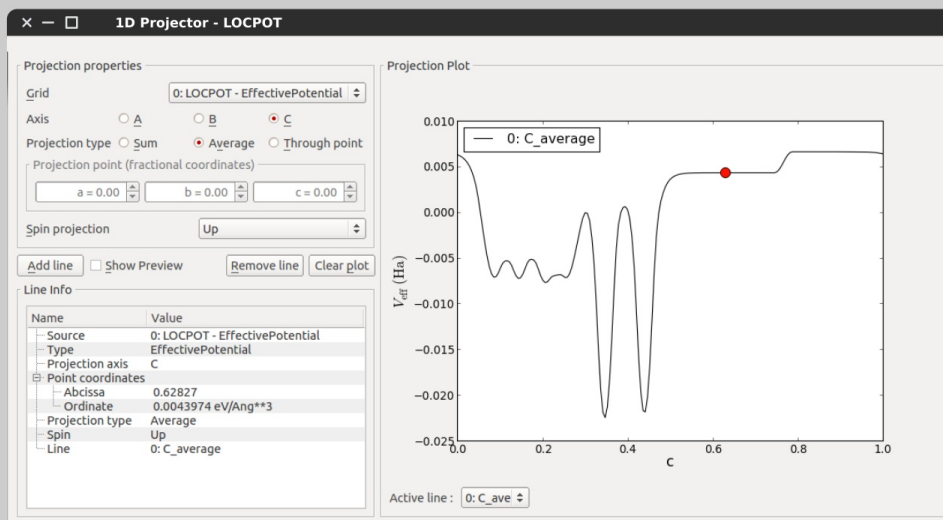 1D Projector - LOCPOT
Projection properties
Grid 0: LOCPOT - EffectivePotential
Axis A B C
Projection type Sum Average Through point
Projection point (fractional coordinates)
a = 0.00 b = 0.00 c = 0.00
Spin projection Up
Add line Show Preview Remove line Clear plot
Line Info
Name Value
Source 0: LOCPOT - EffectivePotential
Type EffectivePotential
Projection axis C
Point coordinates
Abcissa 0.62827
Ordinate 0.0043974 eV/Ang**3
Projection type Average
Spin Up
Line 0: C_average
Projection Plot
0: C_average
0.010
0.005
0.000
−0.005
−0.010
−0.015
−0.020
−0.025
V_eff (Ha)
0.0 0.2 0.4 0.6 0.8 1.0
C
Active line : 0: C_ave